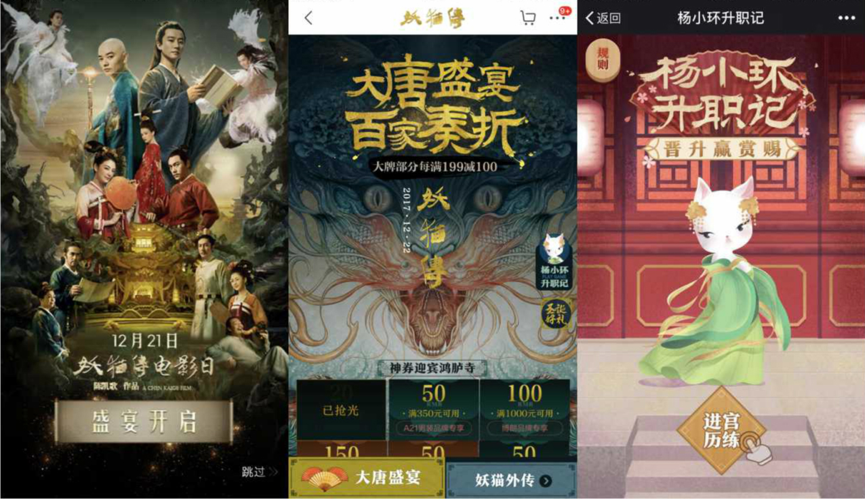 12月21日
妖猫传电影日
陈凯歌 作品 A CHEN KAIGE FILM
盛宴开启
跳过
妖猫传
9+
大唐盛宴
百家奏折
大牌部分每满199减100
2017·12·22
妖猫传
杨小环
升职记
神券迎宾鸿胪寺
已抢光
50
满350元可用
100
满1000元可用
150
50
50
大唐盛宴
妖猫外传
返回
杨小环升职记
规则
杨小环
升职记
晋升赢赏赐
进宫
历练